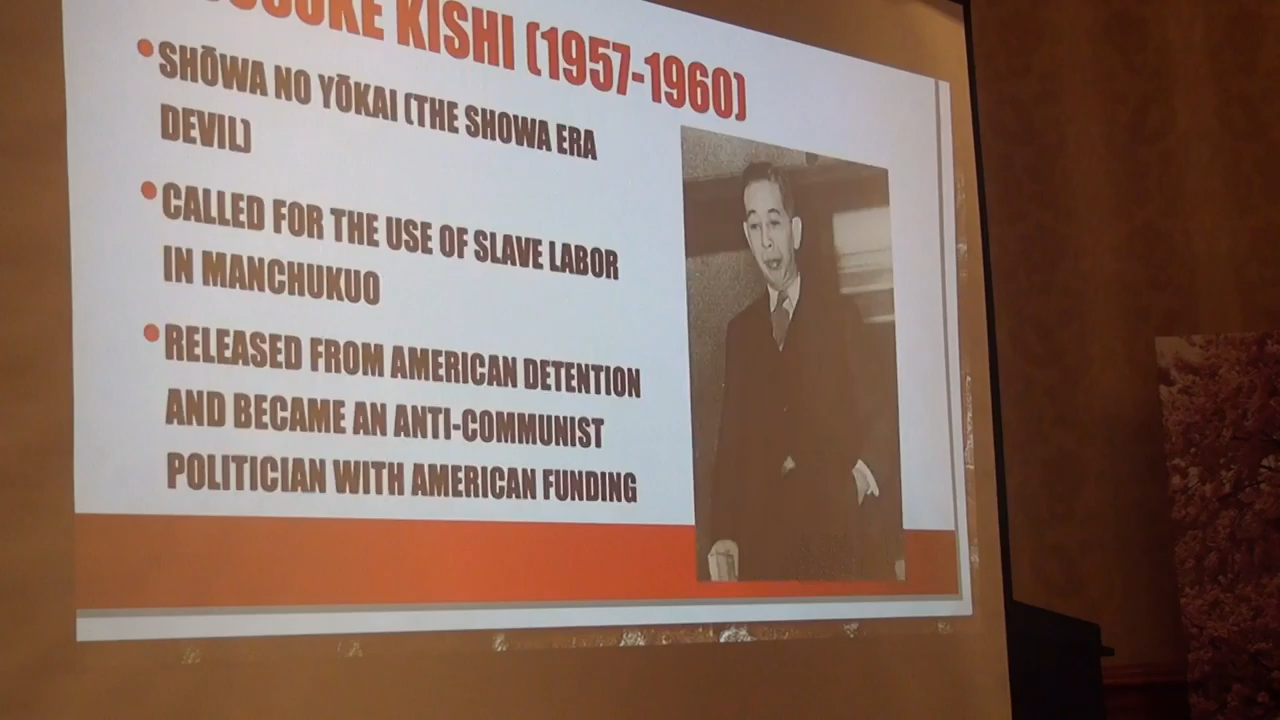 KISHI (1957-1960)
• SHŌWA NO YŌKAI (THE SHOWA ERA
DEVIL)
• CALLED FOR THE USE OF SLAVE LABOR
IN MANCHUKUO
• RELEASED FROM AMERICAN DETENTION
AND BECAME AN ANTI-COMMUNIST
POLITICIAN WITH AMERICAN FUNDING